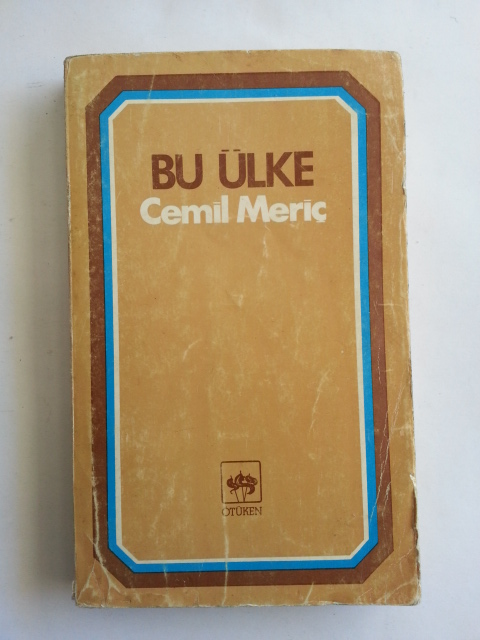 BU ÜLKE
Cemil Meriç
ÖTÜKEN